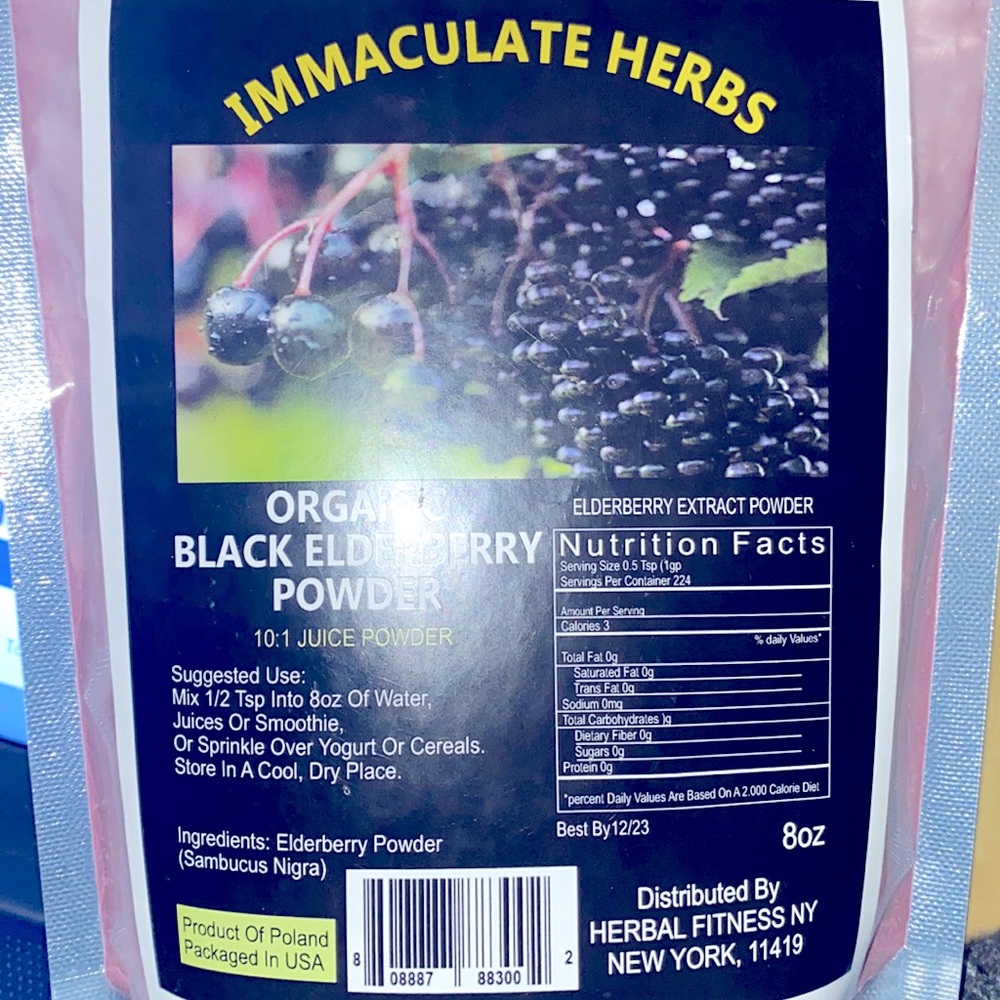 IMMACULATE HERBS
ORGANIC
BLACK ELDERBERRY
POWDER
10:1 JUICE POWDER
Suggested Use:
Mix 1/2 Tsp Into 8oz Of Water,
Juices Or Smoothie,
Or Sprinkle Over Yogurt Or Cereals.
Store In A Cool, Dry Place.
Ingredients: Elderberry Powder
(Sambucus Nigra)
Product Of Poland
Packaged In USA
ELDERBERRY EXTRACT POWDER
Nutrition Facts
Serving Size 0.5 Tsp (1gp
Servings Per Container 224
Amount Per Serving
Calories 3
% daily Values*
Total Fat 0g
Saturated Fat 0g
Trans Fat 0g
Sodium 0mg
Total Carbohydrates )g
Dietary Fiber 0g
Sugars 0g
Protein 0g
*percent Daily Values Are Based On A 2.000 Calorie Diet
Best By12/23
8oz
8 08887 88300 2
Distributed By
HERBAL FITNESS NY
NEW YORK, 11419